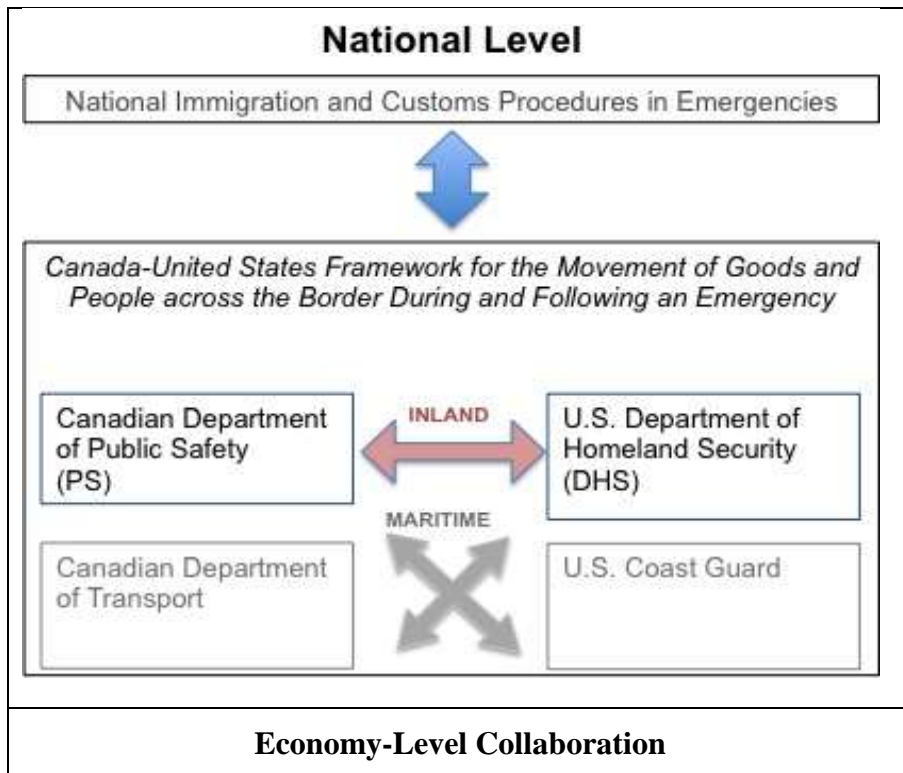 National Level
National Immigration and Customs Procedures in Emergencies
Canada-United States Framework for the Movement of Goods and
People across the Border During and Following an Emergency
Canadian Department
of Public Safety
(PS)
INLAND
U.S. Department of
Homeland Security
(DHS)
MARITIME
Canadian Department
of Transport
U.S. Coast Guard
Economy-Level Collaboration